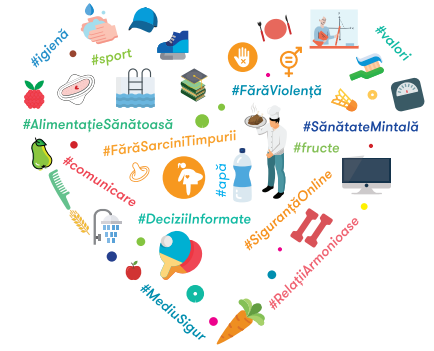 #igienă
#sport
#valori
#FărăViolență
#AlimentațieSănătoasă
#SănătateMintală
#FărăSarciniTimpurii
#fructe
#comunicare
#apă
#DeciziiInformate
#SiguranțăOnline
#RelațiiArmonioase
#MediuSigur